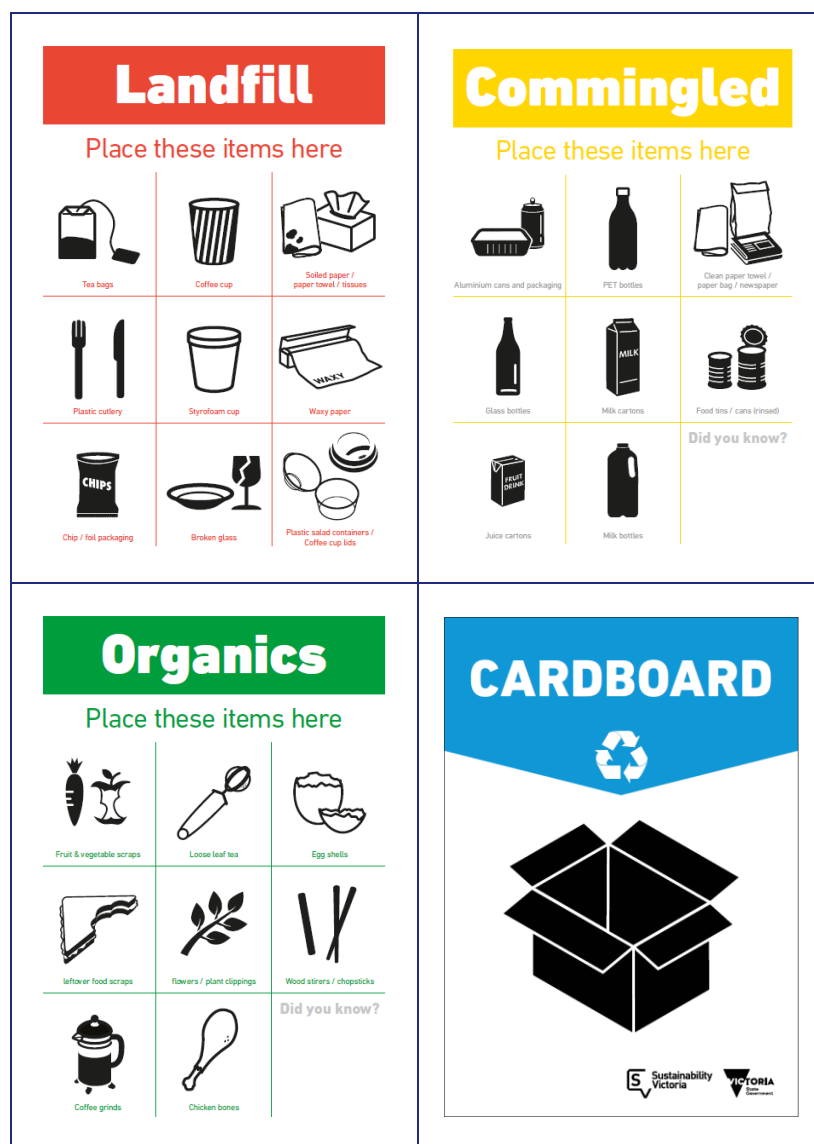 Landfill
Place these items here
Tea bags
Coffee cup
Soiled paper /
paper towel / tissues
Plastic cutlery
Styrofoam cup
WAXY
Waxy paper
CHIPS
Chip / foil packaging
Broken glass
Plastic salad containers /
Coffee cup lids
Commingled
Place these items here
Aluminium cans and packaging
PET bottles
Clean paper towel /
paper bag / newspaper
Glass bottles
MILK
Milk cartons
Food tins / cans (rinsed)
FRUIT
DRINK
Juice cartons
Milk bottles
Did you know?
Organics
Place these items here
Fruit & vegetable scraps
Loose leaf tea
Egg shells
leftover food scraps
flowers / plant clippings
Wood stirers / chopsticks
Coffee grinds
Chicken bones
Did you know?
CARDBOARD
S
Sustainability
Victoria
VICTORIA
State
Government